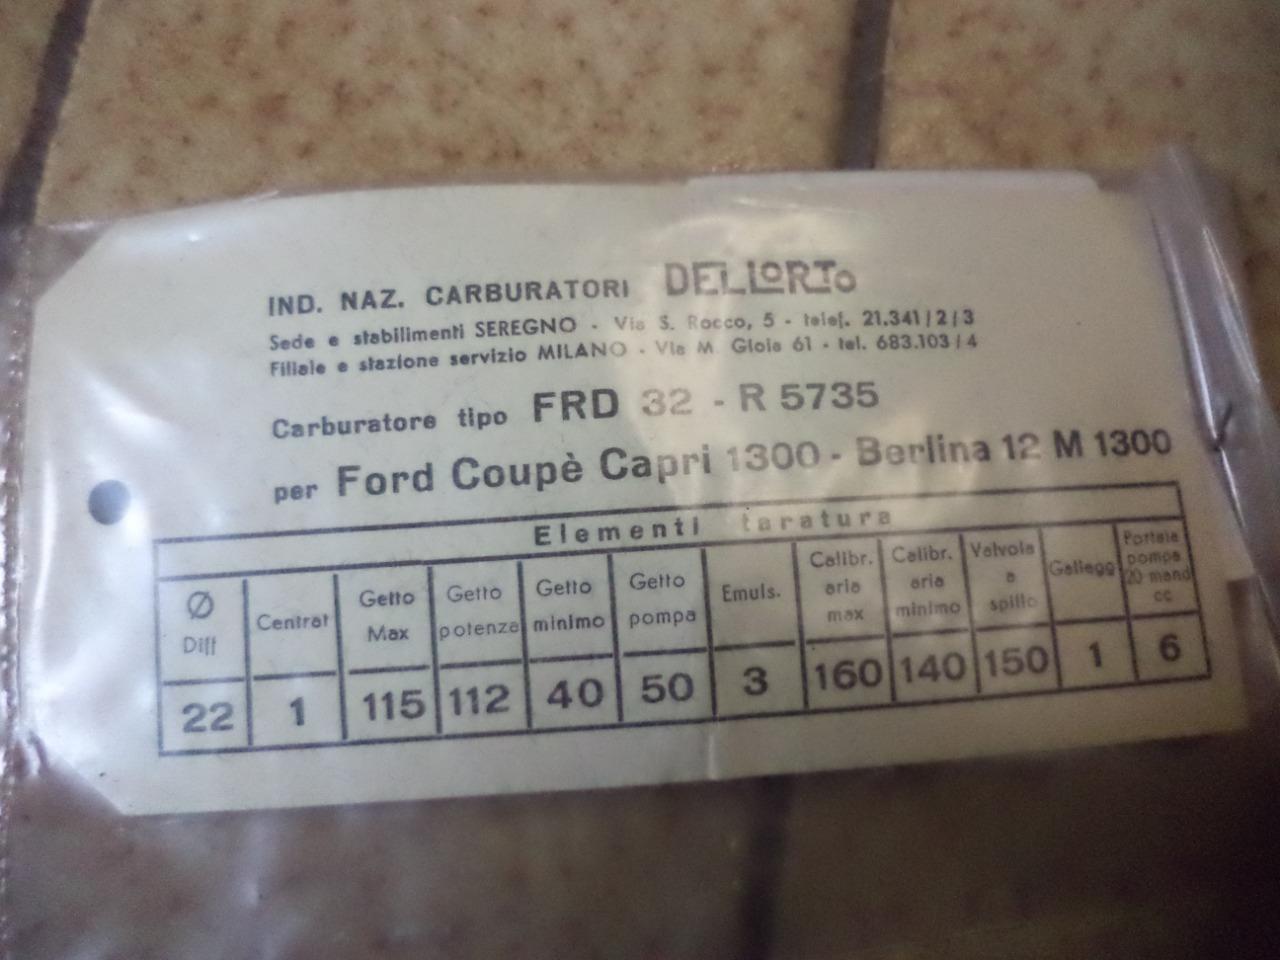 IND. NAZ. CARBURATORI DELLORTO
Sede e stabilimenti SEREGNO - Via S. Rocco, 5 - telef. 21.341/2/3
Filiale e stazione servizio MILANO - Via M. Gioia 61 - tel. 683.103/4
Carburatore tipo FRD 32 - R 5735
per Ford Coupè Capri 1300 - Berlina 12 M 1300
Elementi taratura
Ø Diff
Centrat
Getto Max
Getto potenza
Getto minimo
Getto pompa
Emuls.
Calibr. aria max
Calibr. aria minimo
Valvola a spillo
Gallegg
Portata pompa 20 mand cc
22 1 115 112 40 50 3 160 140 150 1 6